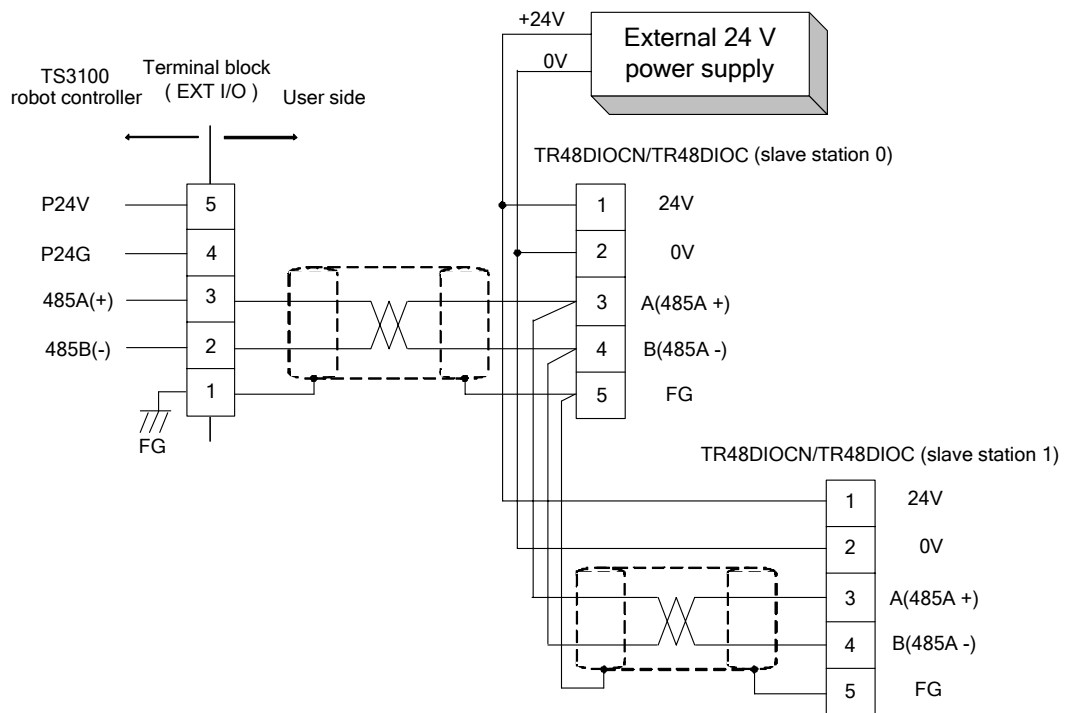 +24V
0V
External 24 V
power supply
TS3100
robot controller
Terminal block
( EXT I/O )
User side
TR48DIOCN/TR48DIOC (slave station 0)
P24V
5
P24G
4
485A(+)
3
485B(-)
2
1
FG
1
24V
2
0V
3
A(485A +)
4
B(485A -)
5
FG
TR48DIOCN/TR48DIOC (slave station 1)
1
24V
2
0V
3
A(485A +)
4
B(485A -)
5
FG